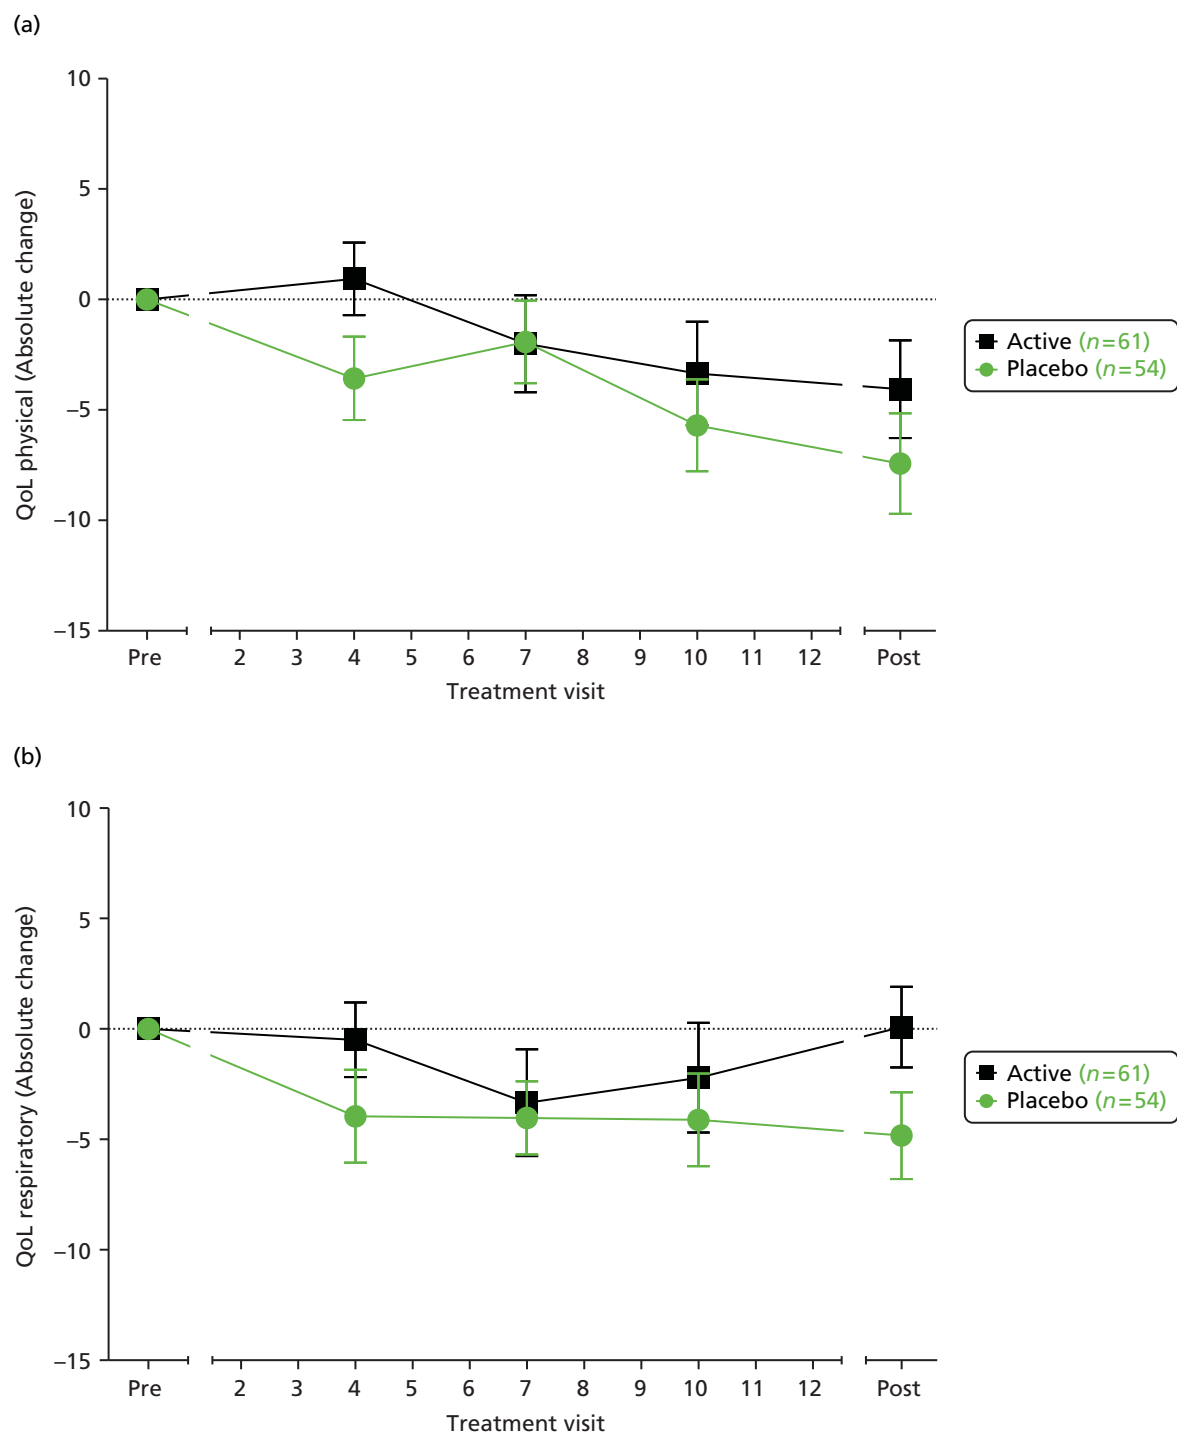 (a)
QoL physical (Absolute change)
10
5
0
−5
−10
−15
Pre 2 3 4 5 6 7 8 9 10 11 12 Post
Treatment visit
Active (n=61)
Placebo (n=54)
(b)
QoL respiratory (Absolute change)
10
5
0
−5
−10
−15
Pre 2 3 4 5 6 7 8 9 10 11 12 Post
Treatment visit
Active (n=61)
Placebo (n=54)